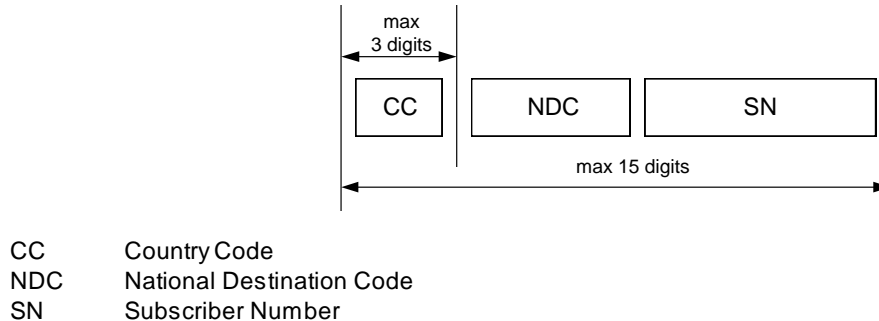 max
3 digits
CC NDC SN
max 15 digits
CC Country Code
NDC National Destination Code
SN Subscriber Number